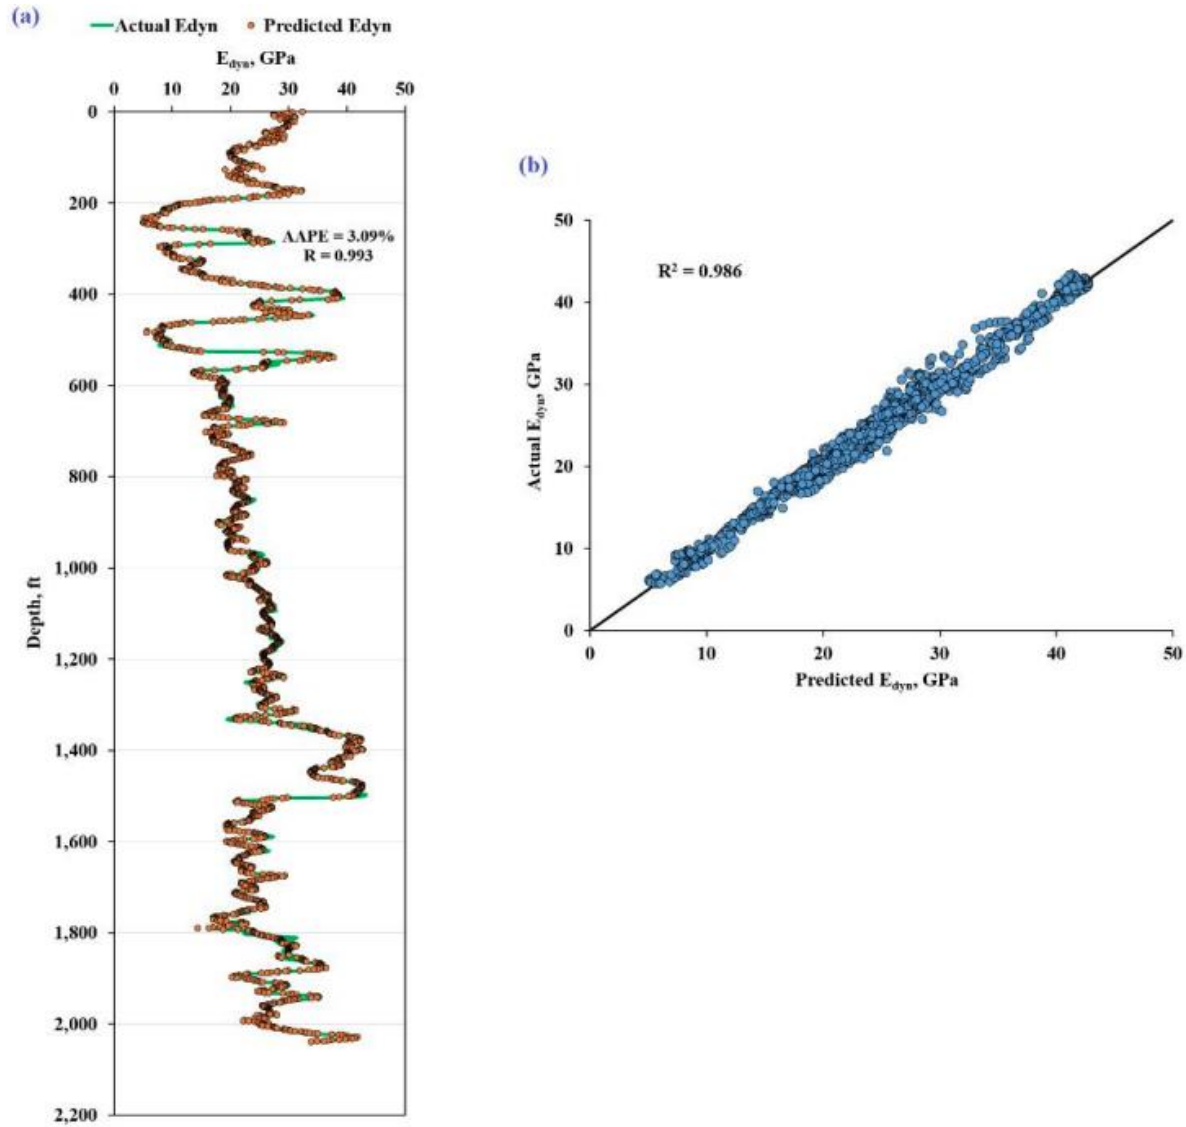 (a)
Actual Edyn Predicted Edyn
Edyn, GPa
0 10 20 30 40 50
0
200
400
600
800
1,000
1,200
1,400
1,600
1,800
2,000
2,200
Depth, ft
AAPE = 3.09%
R = 0.993
(b)
50
40
30
20
10
0
Actual Edyn, GPa
R² = 0.986
0 10 20 30 40 50
Predicted Edyn, GPa